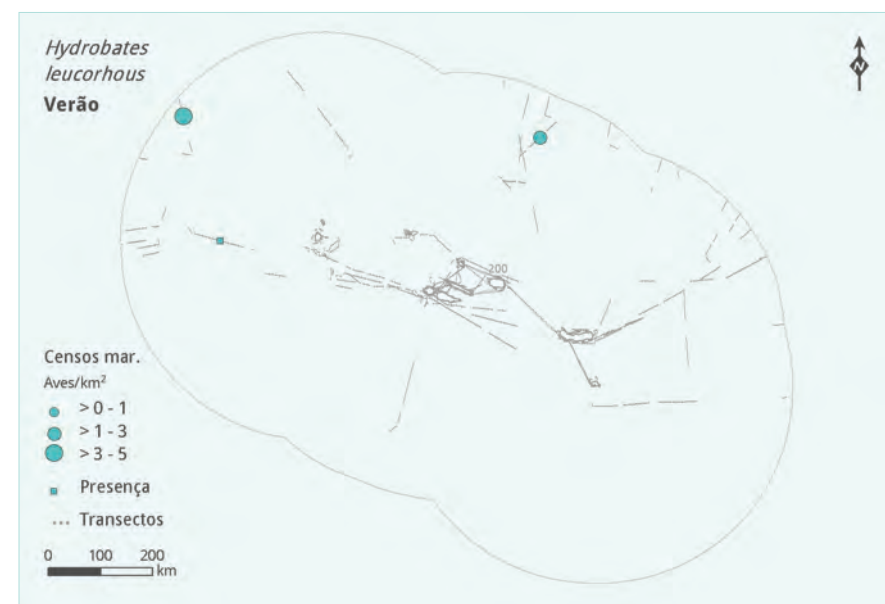 Hydrobates
leucorhous
Verão
N
200
Censos mar.
Aves/km²
> 0 - 1
> 1 - 3
> 3 - 5
Presença
Transectos
0 100 200
km